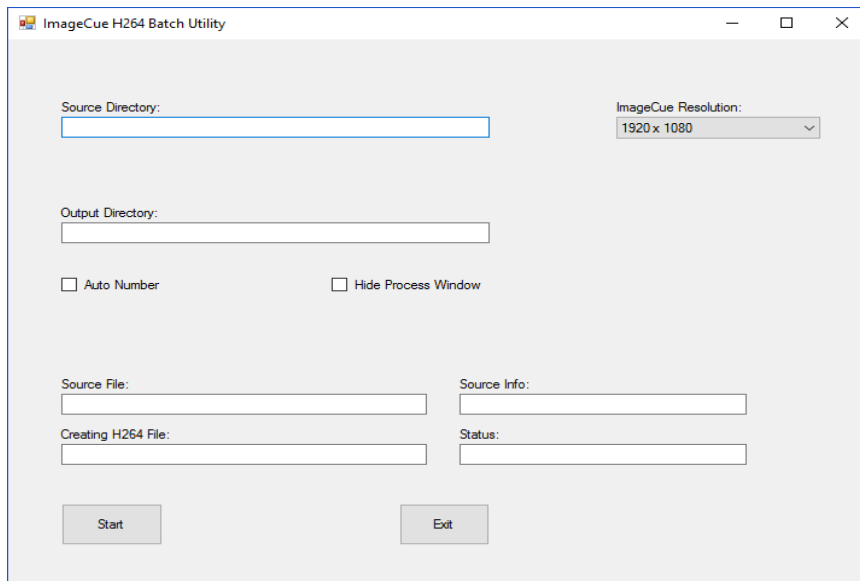 ImageCue H264 Batch Utility
Source Directory:
ImageCue Resolution:
1920 x 1080
Output Directory:
Auto Number
Hide Process Window
Source File:
Source Info:
Creating H264 File:
Status:
Start
Exit